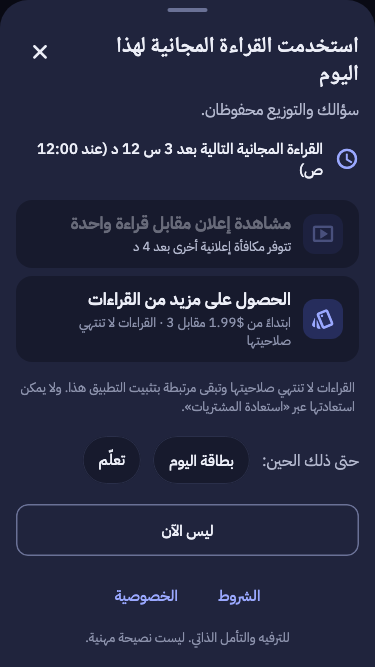 استخدمت القراءة المجانية لهذا
اليوم
سؤالك والتوزيع محفوظان.
القراءة المجانية التالية بعد 3 س 12 د (عند 12:00
ص)
مشاهدة إعلان مقابل قراءة واحدة
تتوفر مكافأة إعلانية أخرى بعد 4 د
الحصول على مزيد من القراءات
ابتداءً من $1.99 مقابل 3 · القراءات لا تنتهي
صلاحيتها
القراءات لا تنتهي صلاحيتها وتبقى مرتبطة بتثبيت التطبيق هذا. ولا يمكن
استعادتها عبر «استعادة المشتريات».
حتى ذلك الحين: بطاقة اليوم تعلّم
ليس الآن
الشروط الخصوصية
للترفيه والتأمل الذاتي. ليست نصيحة مهنية.